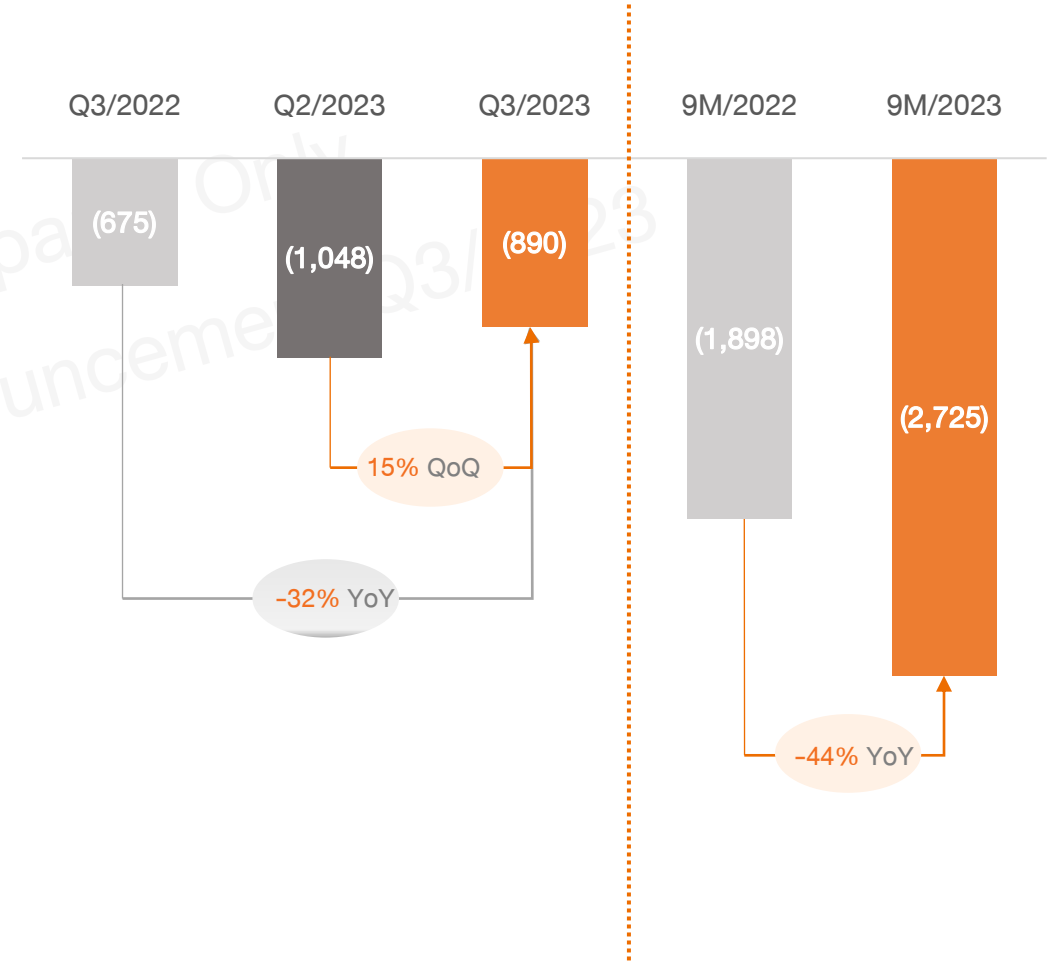 Q3/2022 Q2/2023 Q3/2023 9M/2022 9M/2023
Only
(675)
(1,048)
(890)
(1,898)
(2,725)
15% QoQ
-32% YoY
-44% YoY